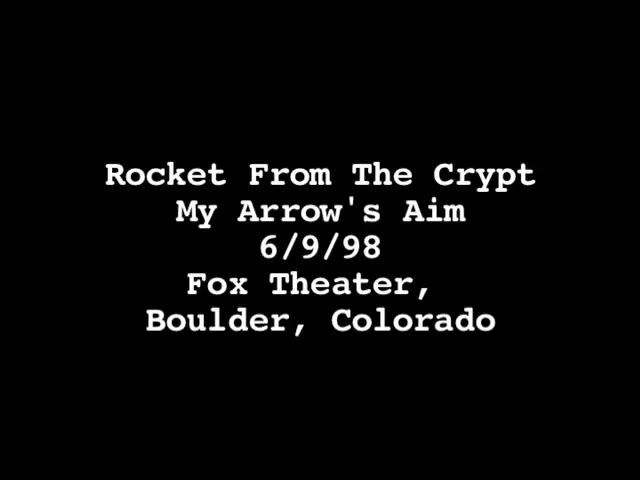 Rocket From The Crypt
My Arrow's Aim
6/9/98
Fox Theater,
Boulder, Colorado